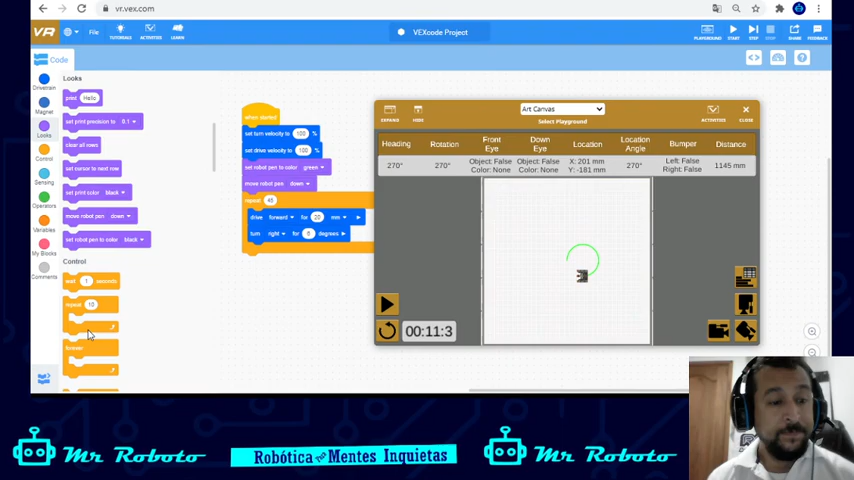 vr.vex.com
VR
File
TUTORIALS
ACTIVITIES
LEARN
VEXcode Project
PLAYGROUND
START
STEP
STOP
SHARE
FEEDBACK
Code
Drivetrain
Magnet
Looks
Control
Sensing
Operators
Variables
My Blocks
Comments
Looks
print Hello
set print precision to 0.1
clear all rows
set cursor to next row
set print color black
move robot pen down
set robot pen to color black
Control
wait 1 seconds
repeat 10
forever
when started
set turn velocity to 100 %
set drive velocity to 100 %
set robot pen to color green
move robot pen down
repeat 45
drive forward for 20 mm
turn right for degrees
EXPAND
HIDE
Art Canvas
Select Playground
ACTIVITIES
CLOSE
Heading
Rotation
Front Eye
Down Eye
Location
Location Angle
Bumper
Distance
270°
270°
Object: False
Color: None
Object: False
Color: None
X: 201 mm
Y: -181 mm
270°
Left: False
Right: False
1145 mm
00:11:3
Mr Roboto
Robótica Para Mentes Inquietas
Mr Roboto